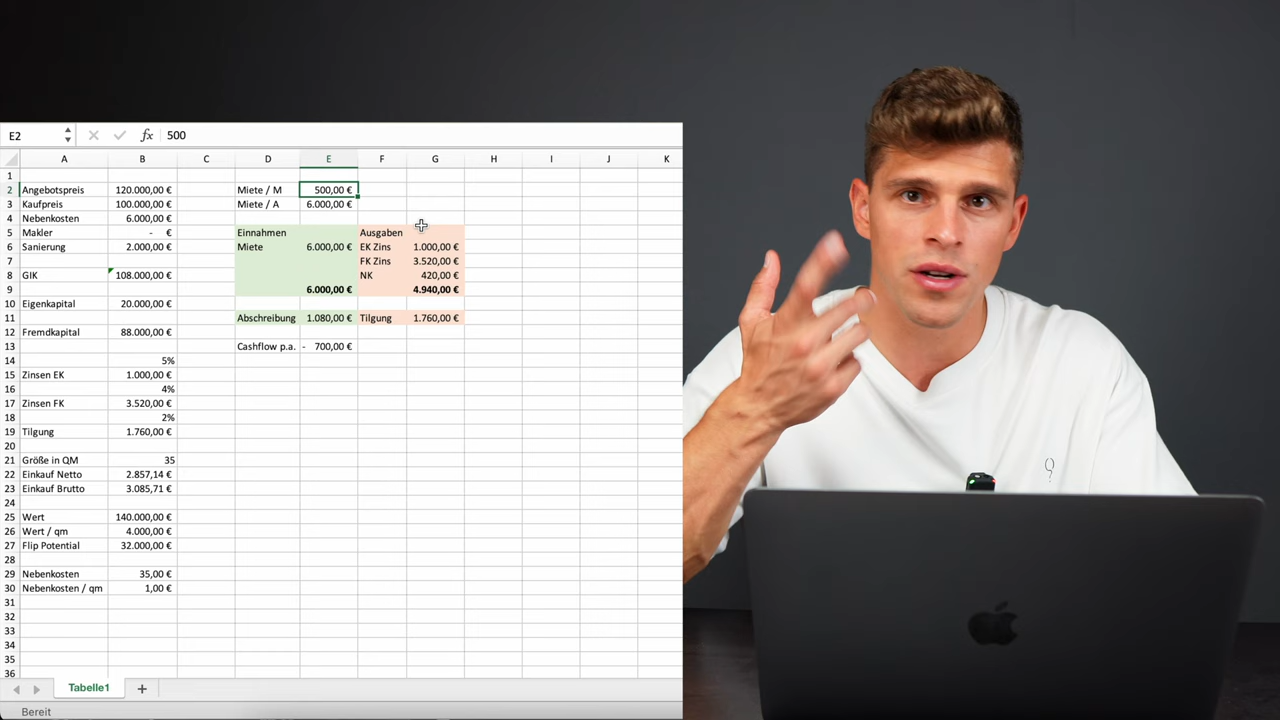 E2 fx 500
A B C D E F G H I J K
1
2 Angebotspreis 120.000,00 € Miete / M 500,00 €
3 Kaufpreis 100.000,00 € Miete / A 6.000,00 €
4 Nebenkosten 6.000,00 €
5 Makler - € Einnahmen Ausgaben
6 Sanierung 2.000,00 € Miete 6.000,00 € EK Zins 1.000,00 €
7 FK Zins 3.520,00 €
8 GIK 108.000,00 € NK 420,00 €
9 6.000,00 € 4.940,00 €
10 Eigenkapital 20.000,00 €
11 Abschreibung 1.080,00 € Tilgung 1.760,00 €
12 Fremdkapital 88.000,00 €
13 Cashflow p.a. - 700,00 €
14 5%
15 Zinsen EK 1.000,00 €
16 4%
17 Zinsen FK 3.520,00 €
18 2%
19 Tilgung 1.760,00 €
20
21 Größe in QM 35
22 Einkauf Netto 2.857,14 €
23 Einkauf Brutto 3.085,71 €
24
25 Wert 140.000,00 €
26 Wert / qm 4.000,00 €
27 Flip Potential 32.000,00 €
28
29 Nebenkosten 35,00 €
30 Nebenkosten / qm 1,00 €
31
32
33
34
35
36
Tabelle1
Bereit